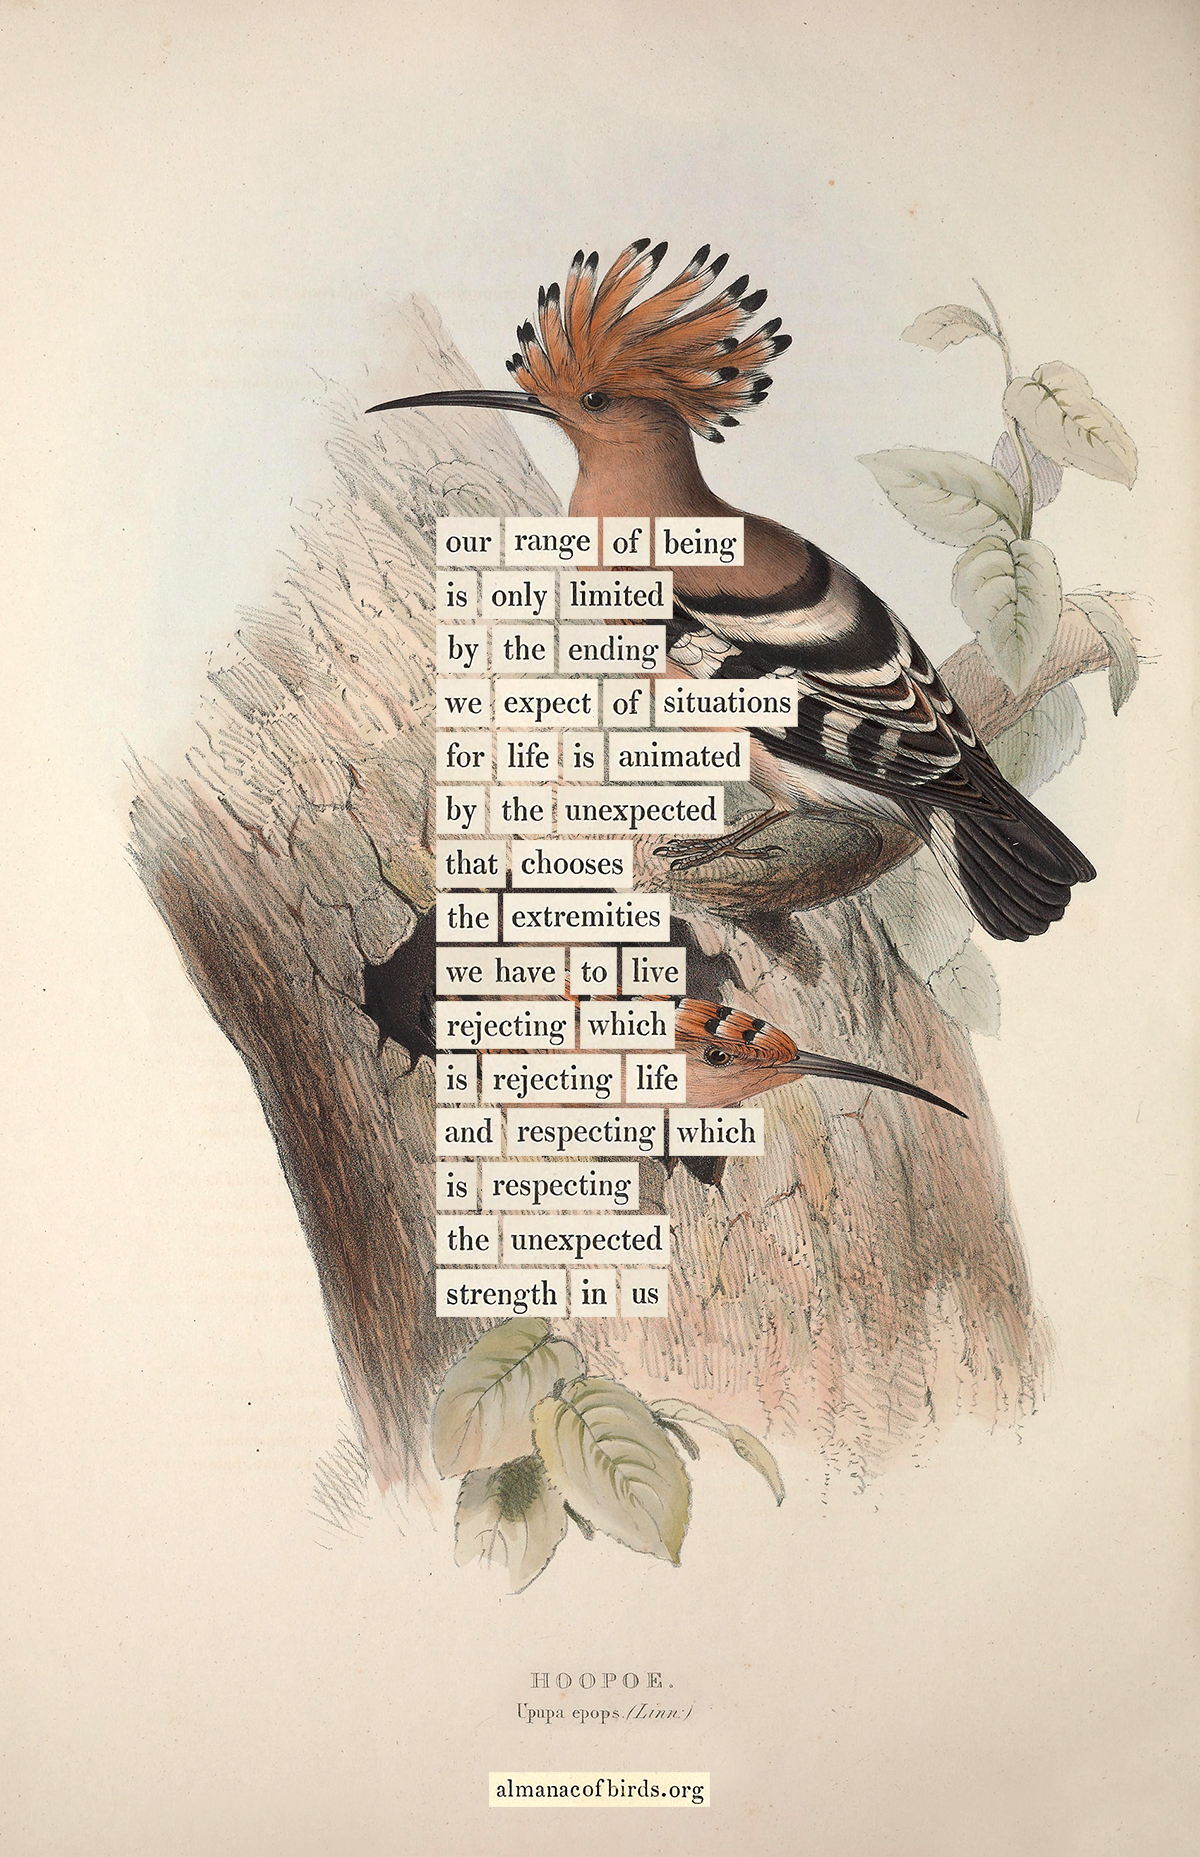 our range of being
is only limited
by the ending
we expect of situations
for life is animated
by the unexpected
that chooses
the extremities
we have to live
rejecting which
is rejecting life
and respecting which
is respecting
the unexpected
strength in us
HOOPOE.
Upupa epops. (Linn:)
almanacofbirds.org